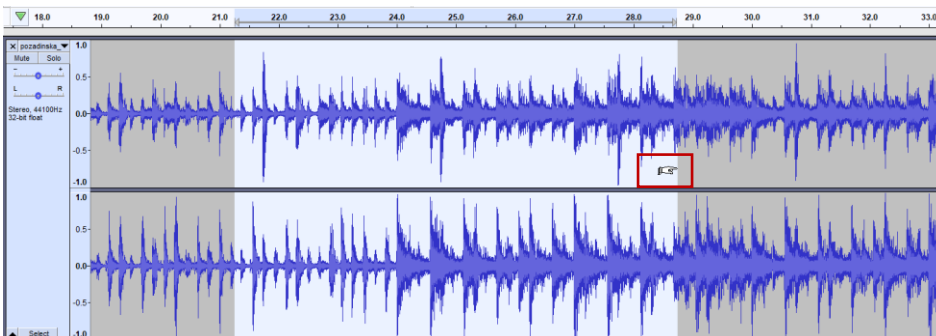 18.0 19.0 20.0 21.0 22.0 23.0 24.0 25.0 26.0 27.0 28.0 29.0 30.0 31.0 32.0 33.0
× pozadinska_▼
Mute Solo
- +
L R
Stereo, 44100Hz
32-bit float
Select
1.0
0.5-
0.0-
-0.5-
-1.0
1.0
0.5-
0.0-
-0.5-
-1.0